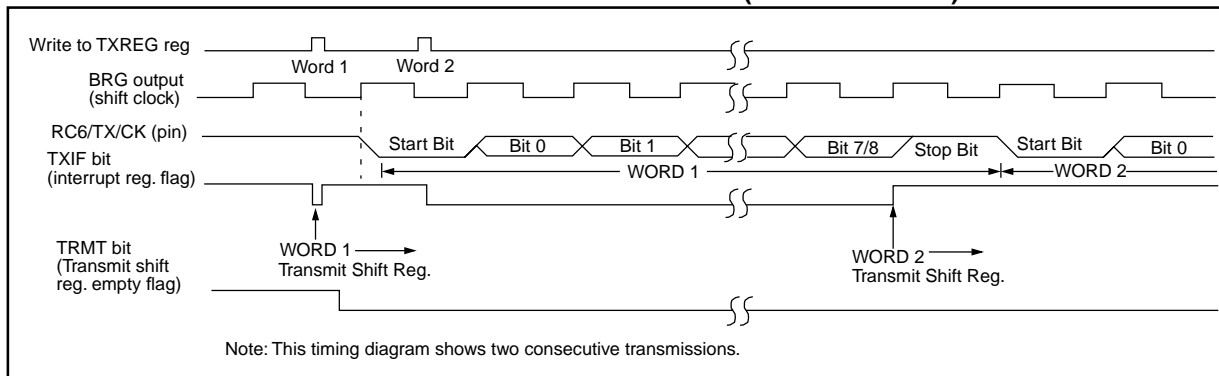 Write to TXREG reg
Word 1
Word 2
BRG output
(shift clock)
RC6/TX/CK (pin)
Start Bit
Bit 0
Bit 1
Bit 7/8
Stop Bit
Start Bit
Bit 0
TXIF bit
(interrupt reg. flag)
WORD 1
WORD 2
TRMT bit
(Transmit shift
reg. empty flag)
WORD 1
Transmit Shift Reg.
WORD 2
Transmit Shift Reg.
Note: This timing diagram shows two consecutive transmissions.